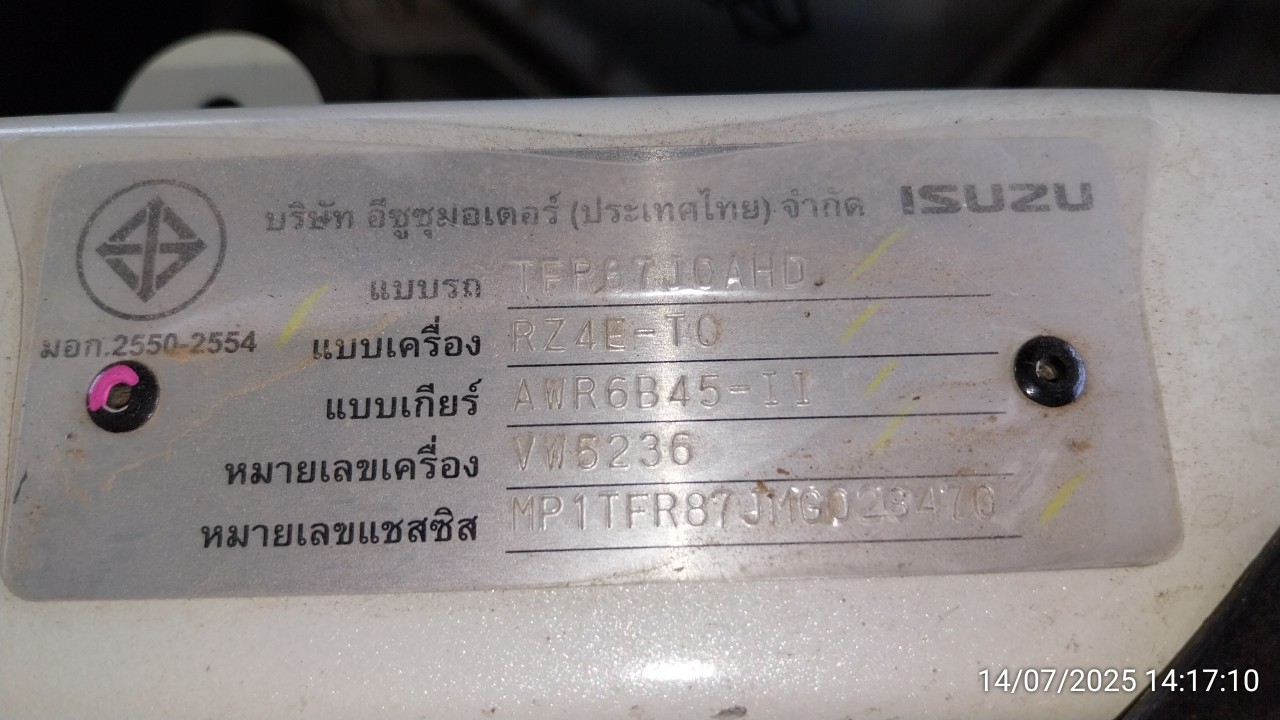 บริษัท อีซูซุมอเตอร์ (ประเทศไทย) จำกัด ISUZU
แบบรถ TFR87JCAHD
มอก.2550-2554
แบบเครื่อง RZ4E-TC
แบบเกียร์ AWR6B45-II
หมายเลขเครื่อง VW5236
หมายเลขแชสซิส MP1TFR87JMG023470
14/07/2025 14:17:10